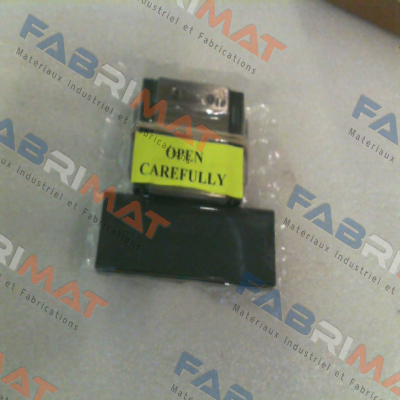 FABRIMAT
Materiaux Industriel et Fabrications
OPEN
CAREFULLY